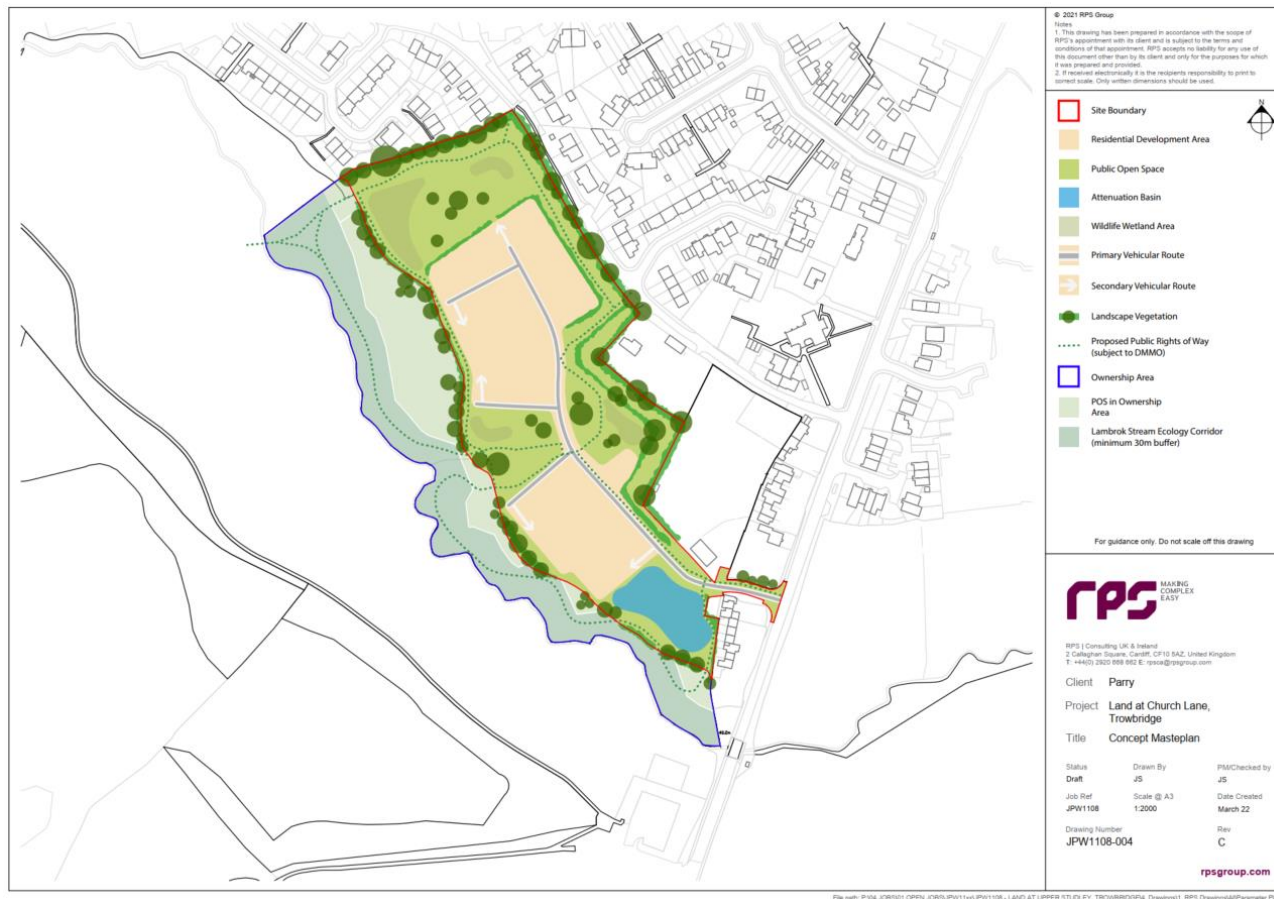 © 2021 RPS Group
Notes
1. This drawing has been prepared in accordance with the scope of
RPS's appointment with its client and is subject to the terms and
conditions of that appointment. RPS accepts no liability for any use of
this document other than by its client and only for the purposes for which
it was prepared and provided.
2. If received electronically it is the recipients responsibility to print to
correct scale. Only written dimensions should be used.
N
Site Boundary
Residential Development Area
Public Open Space
Attenuation Basin
Wildlife Wetland Area
Primary Vehicular Route
Secondary Vehicular Route
Landscape Vegetation
Proposed Public Rights of Way
(subject to DMMO)
Ownership Area
POS in Ownership
Area
Lambrok Stream Ecology Corridor
(minimum 30m buffer)
For guidance only. Do not scale off this drawing
rps MAKING
COMPLEX
EASY
RPS | Consulting UK & Ireland
2 Callaghan Square, Cardiff, CF10 5AZ, United Kingdom
T: +44(0) 2920 668 662 E: rpsca@rpsgroup.com
Client Parry
Project Land at Church Lane,
Trowbridge
Title Concept Masteplan
Status Drawn By PM/Checked by
Draft JS JS
Job Ref Scale @ A3 Date Created
JPW1108 1:2000 March 22
Drawing Number Rev
JPW1108-004 C
rpsgroup.com